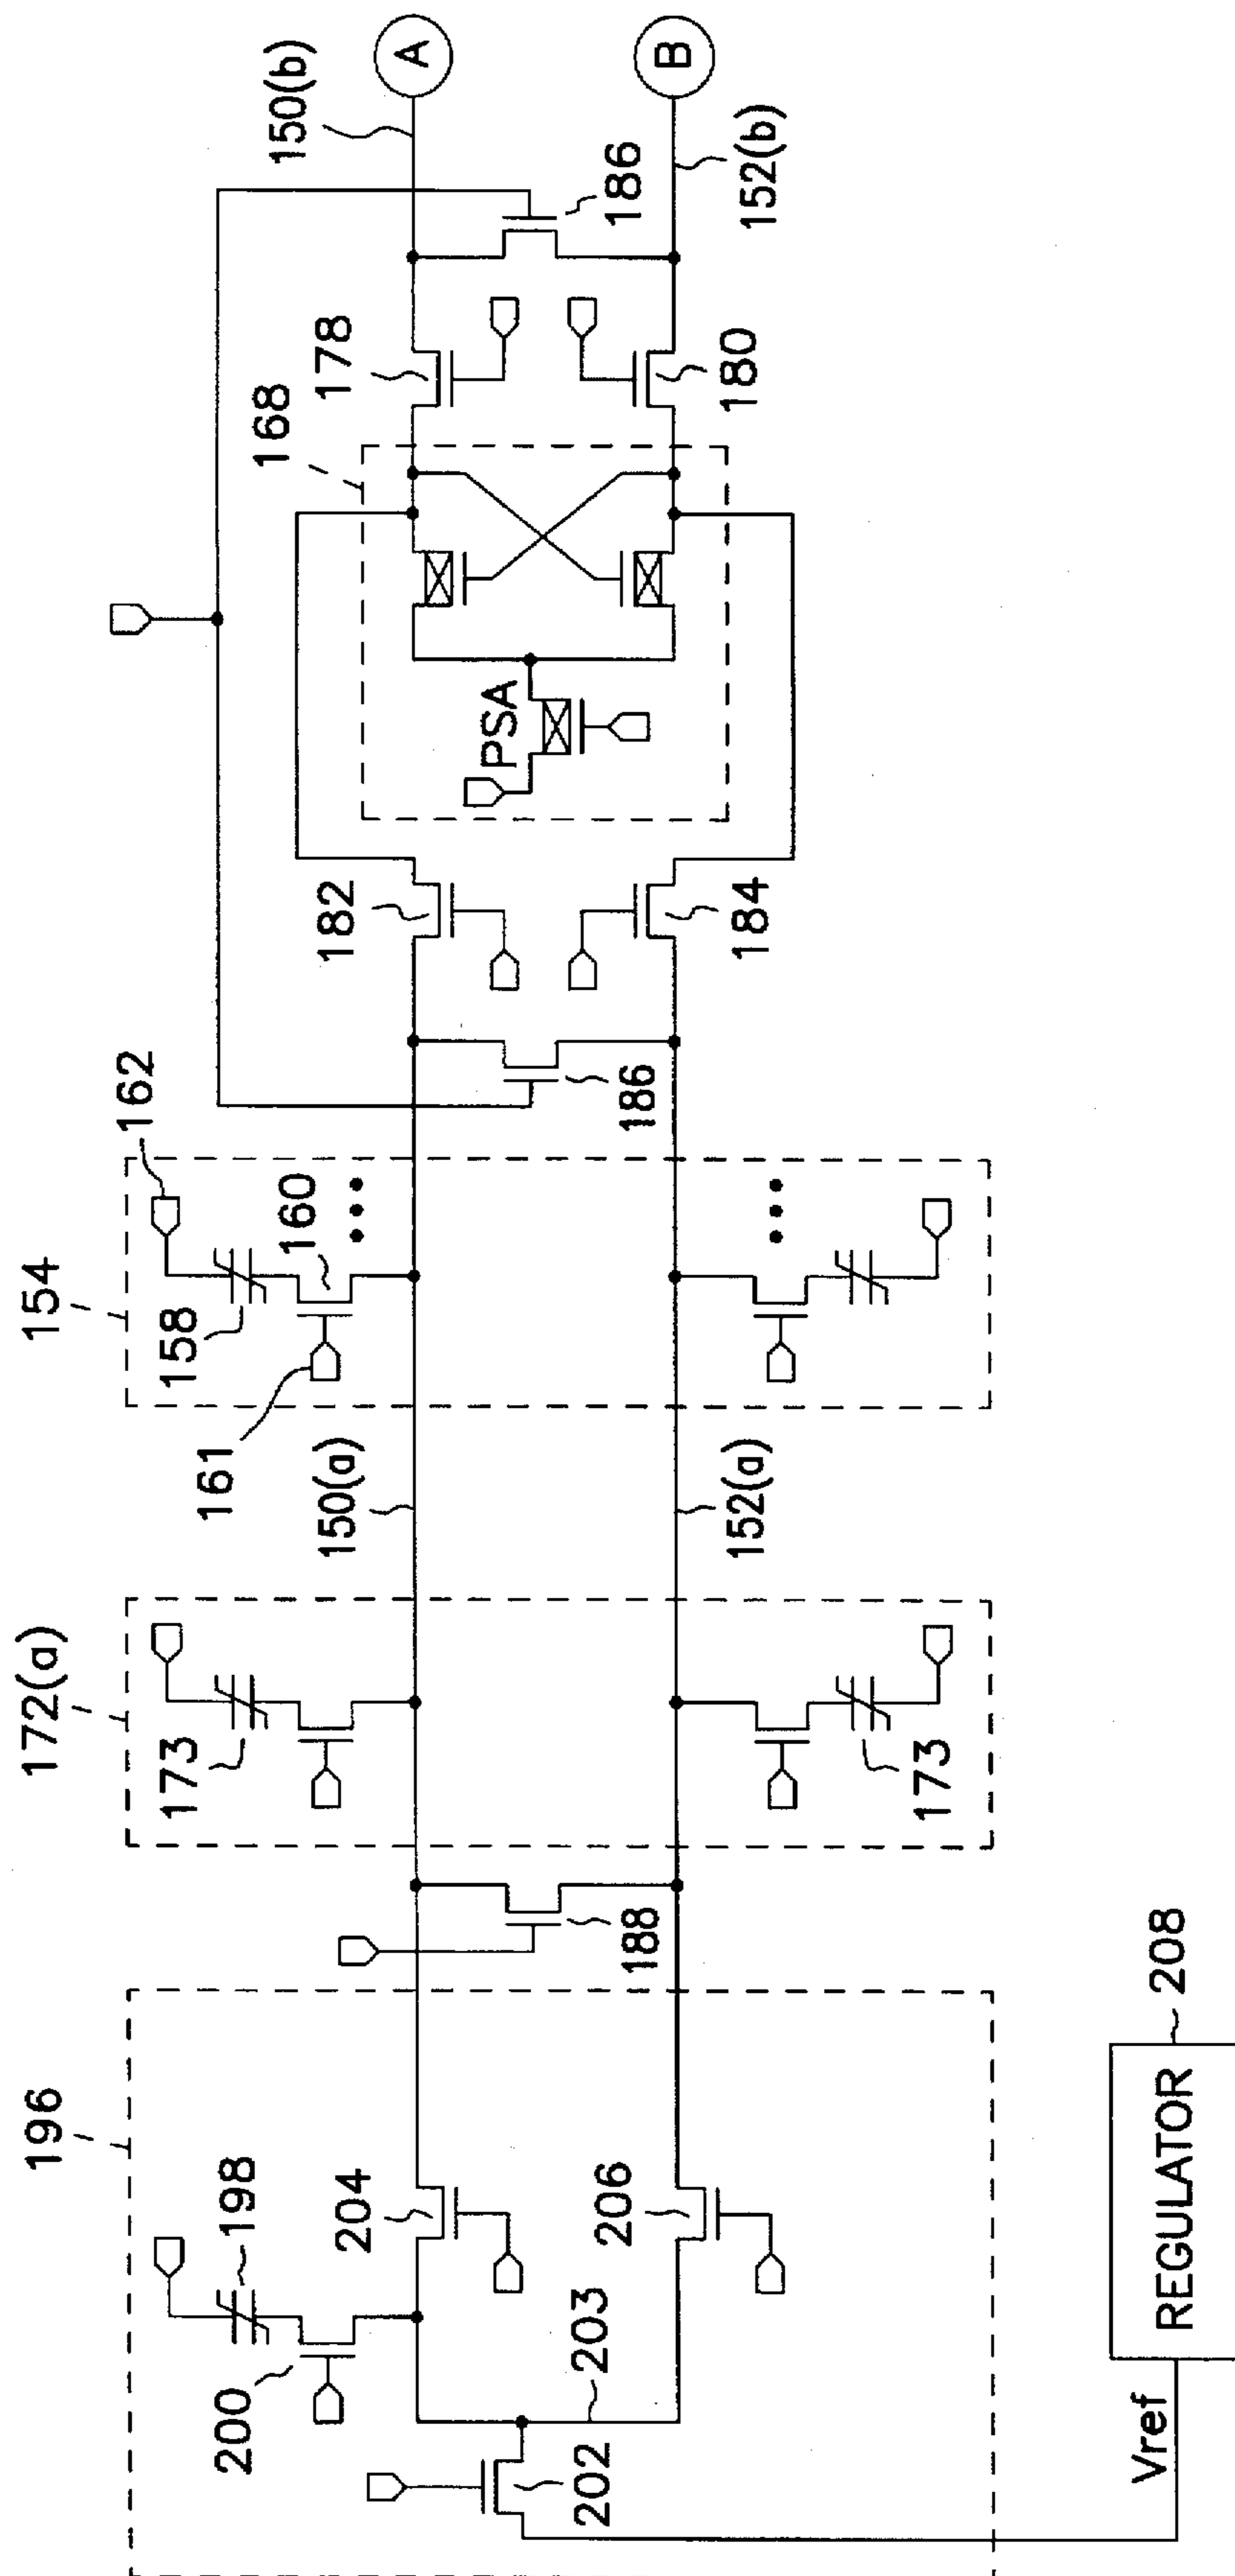 196
198
200
202
203
204
206
Vref
REGULATOR
208
188
172(a)
173
173
150(a)
152(a)
154
158
160
161
162
186
182
184
168
PSA
178
180
186
150(b)
152(b)
A
B